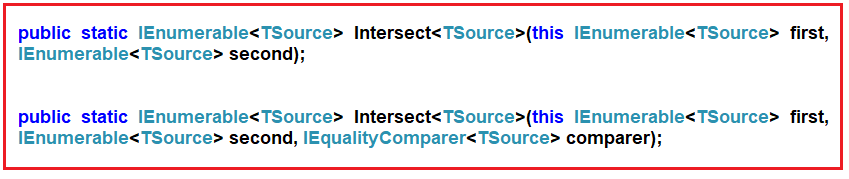 public static IEnumerable<TSource> Intersect<TSource>(this IEnumerable<TSource> first,
IEnumerable<TSource> second);
public static IEnumerable<TSource> Intersect<TSource>(this IEnumerable<TSource> first,
IEnumerable<TSource> second, IEqualityComparer<TSource> comparer);